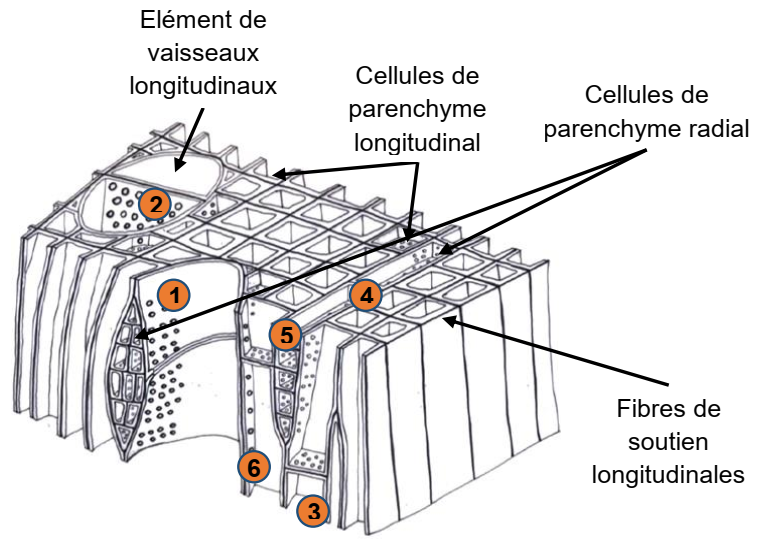 Elément de
vaisseaux
longitudinaux
Cellules de
parenchyme
longitudinal
Cellules de
parenchyme radial
2
1
4
5
6
3
Fibres de
soutien
longitudinales